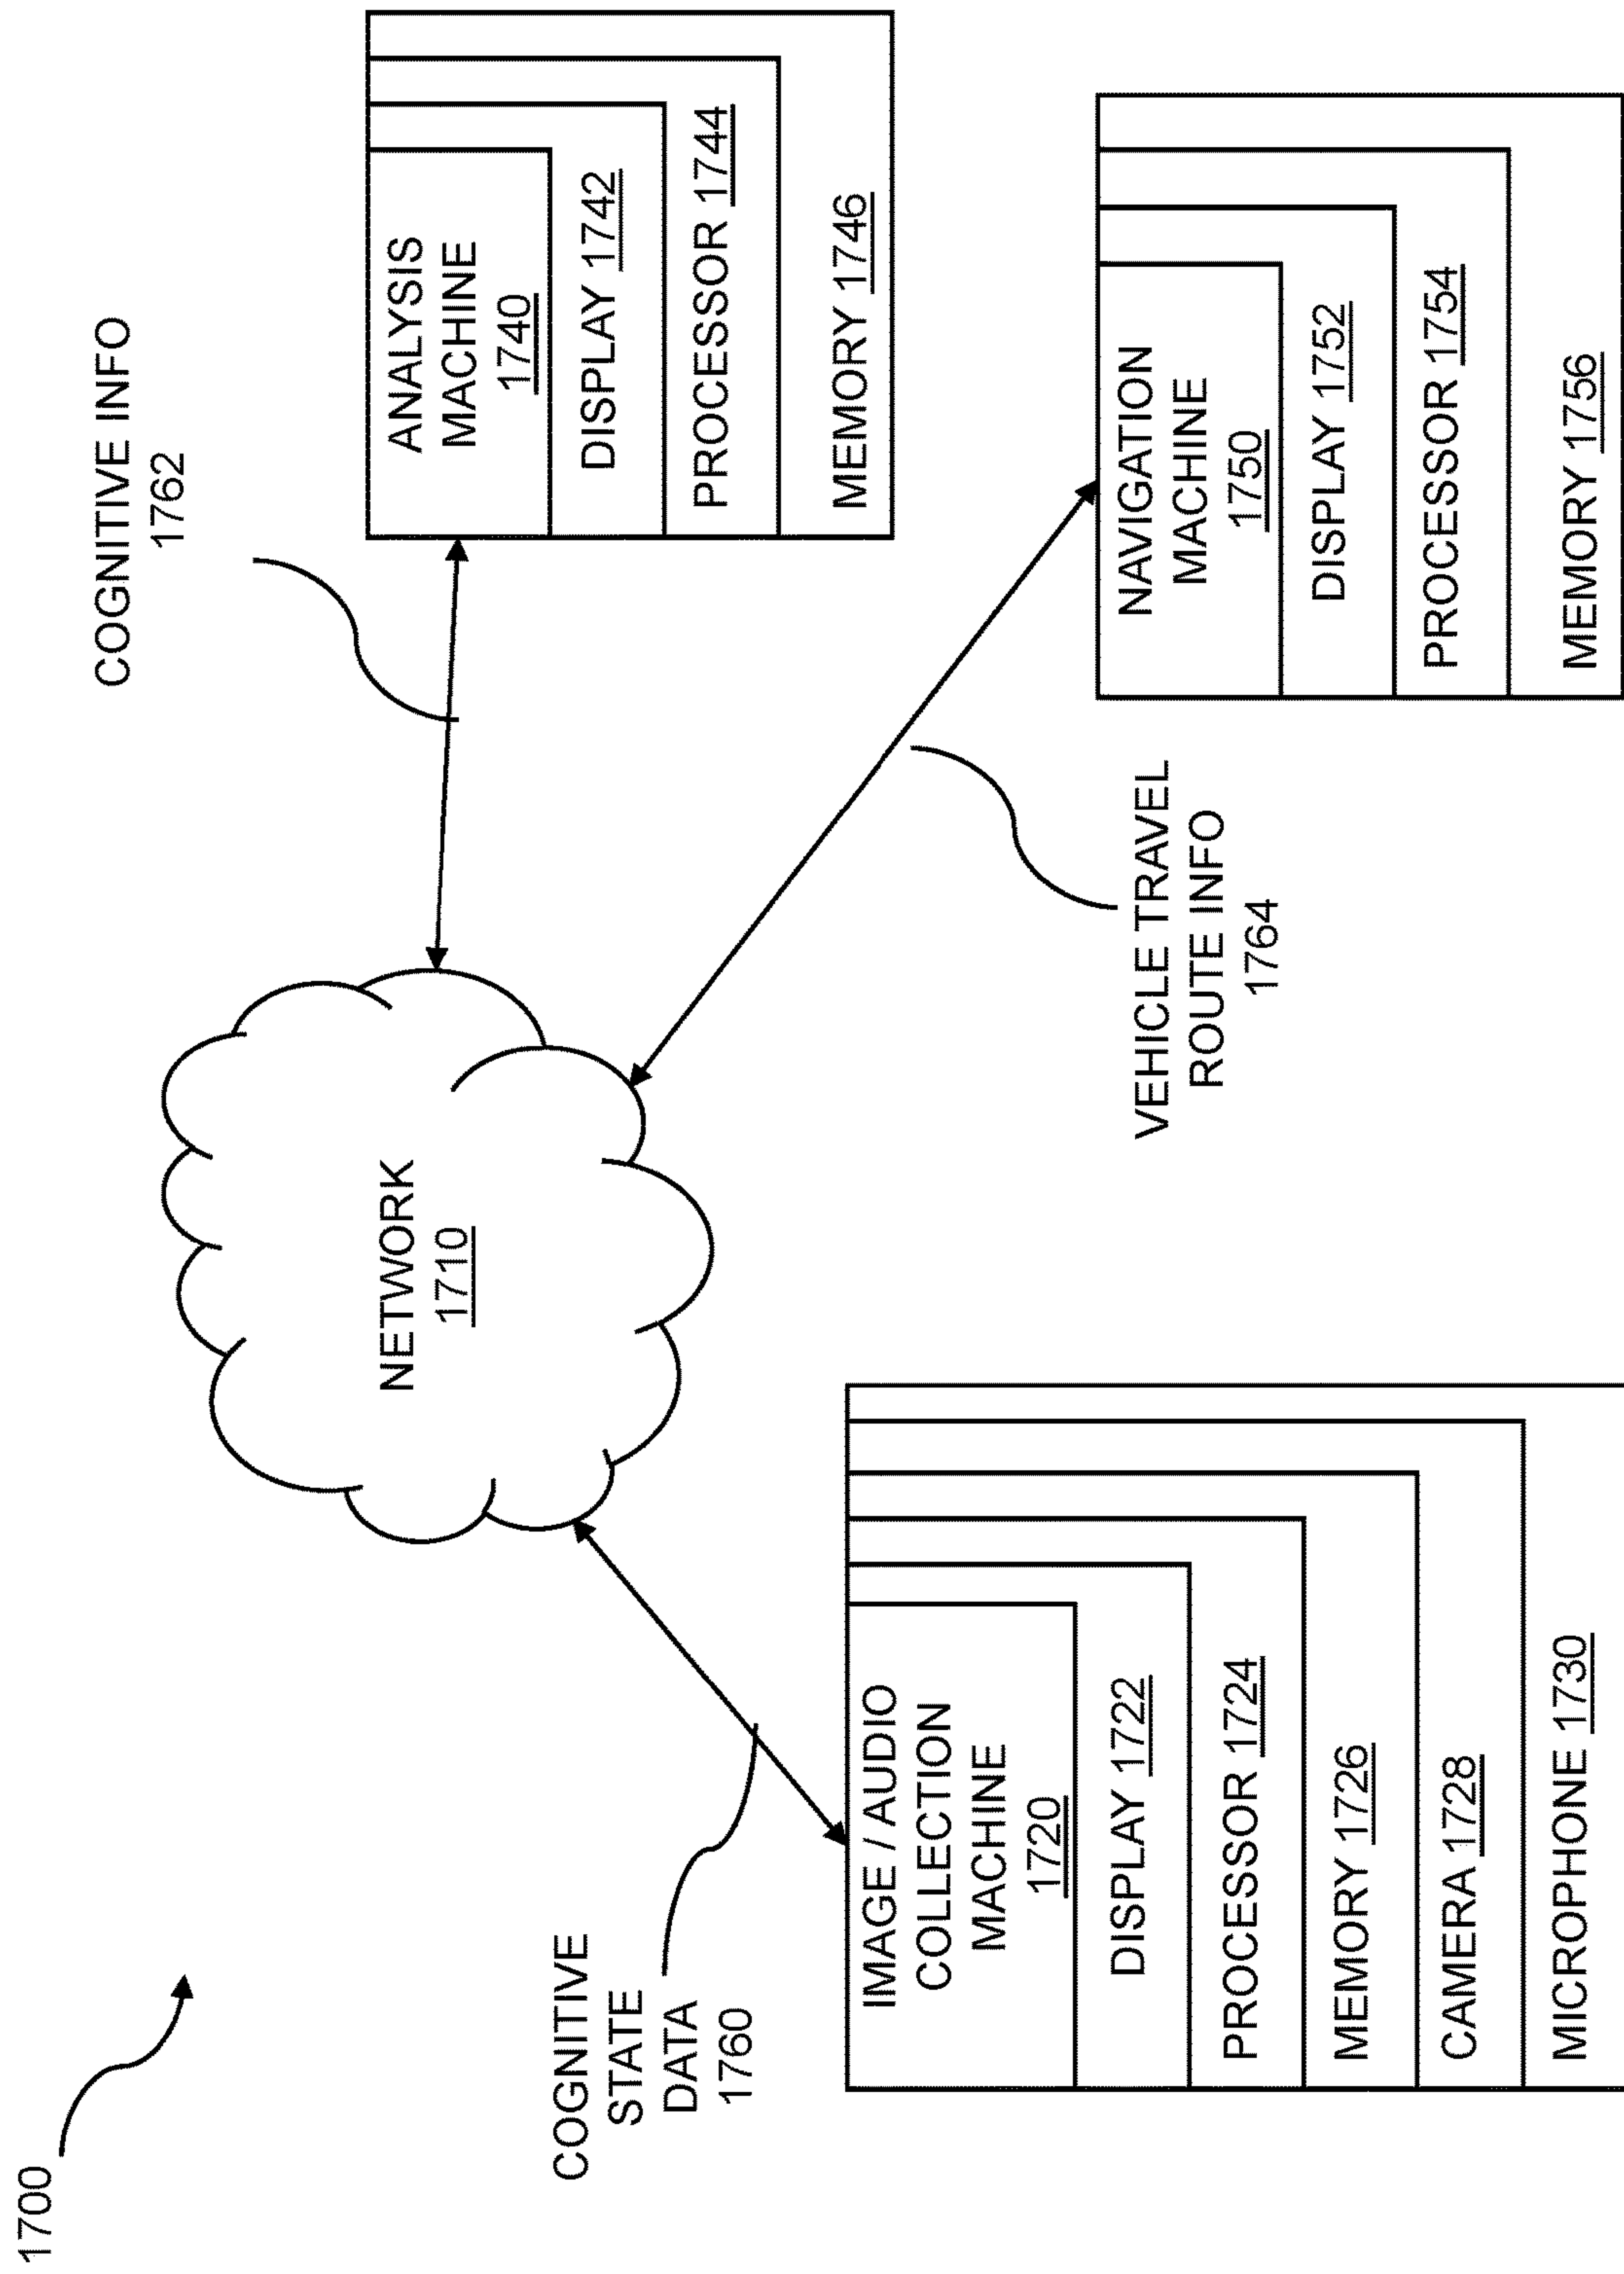 1700
NETWORK
1710
COGNITIVE INFO
1762
ANALYSIS
MACHINE
1740
DISPLAY 1742
PROCESSOR 1744
MEMORY 1746
COGNITIVE
STATE
DATA
1760
IMAGE / AUDIO
COLLECTION
MACHINE
1720
DISPLAY 1722
PROCESSOR 1724
MEMORY 1726
CAMERA 1728
MICROPHONE 1730
VEHICLE TRAVEL
ROUTE INFO
1764
NAVIGATION
MACHINE
1750
DISPLAY 1752
PROCESSOR 1754
MEMORY 1756